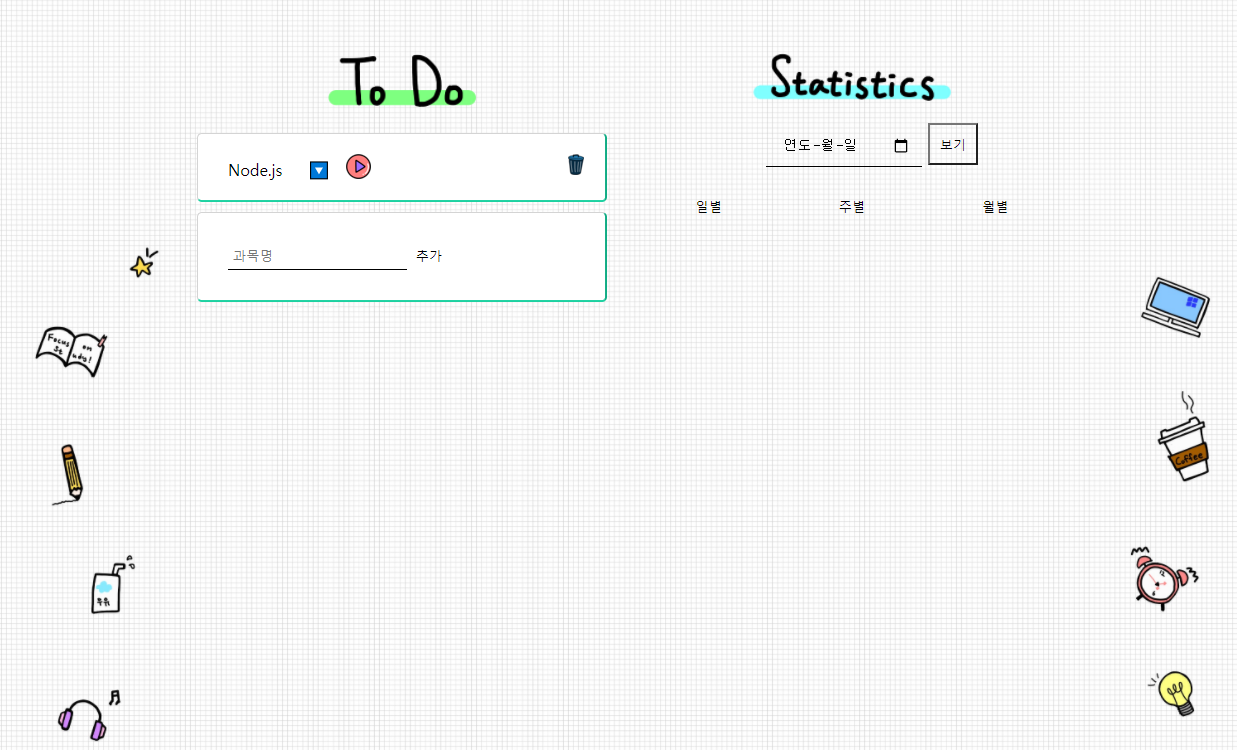 To Do
Node.js
과목명 추가
Statistics
연도-월-일 보기
일별 주별 월별
Focus on
Study!
우유
Coffee